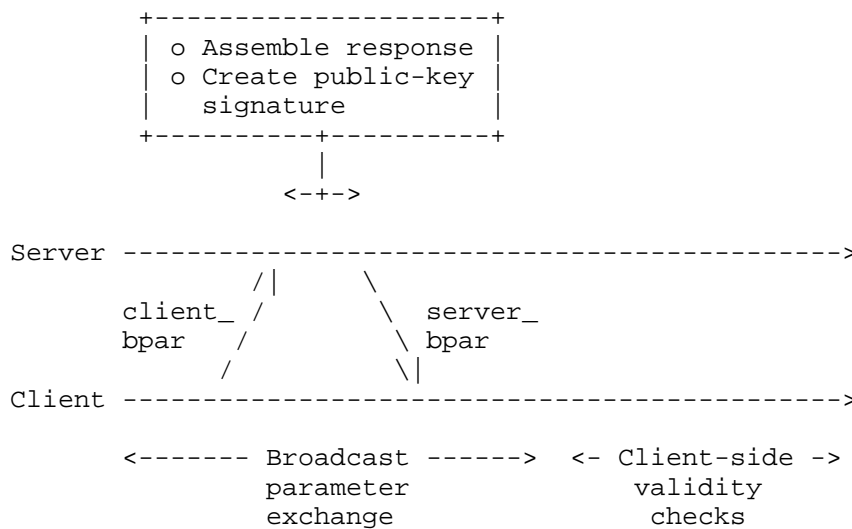 +---------------------+
| o Assemble response |
| o Create public-key |
|   signature         |
+----------+----------+
           |
         <-+->
Server --------------------------------------------->
/|      \
client_ /        \  server_
bpar   /          \ bpar
/            \|
Client --------------------------------------------->
<------- Broadcast ------>  <- Client-side ->
parameter             validity
exchange              checks